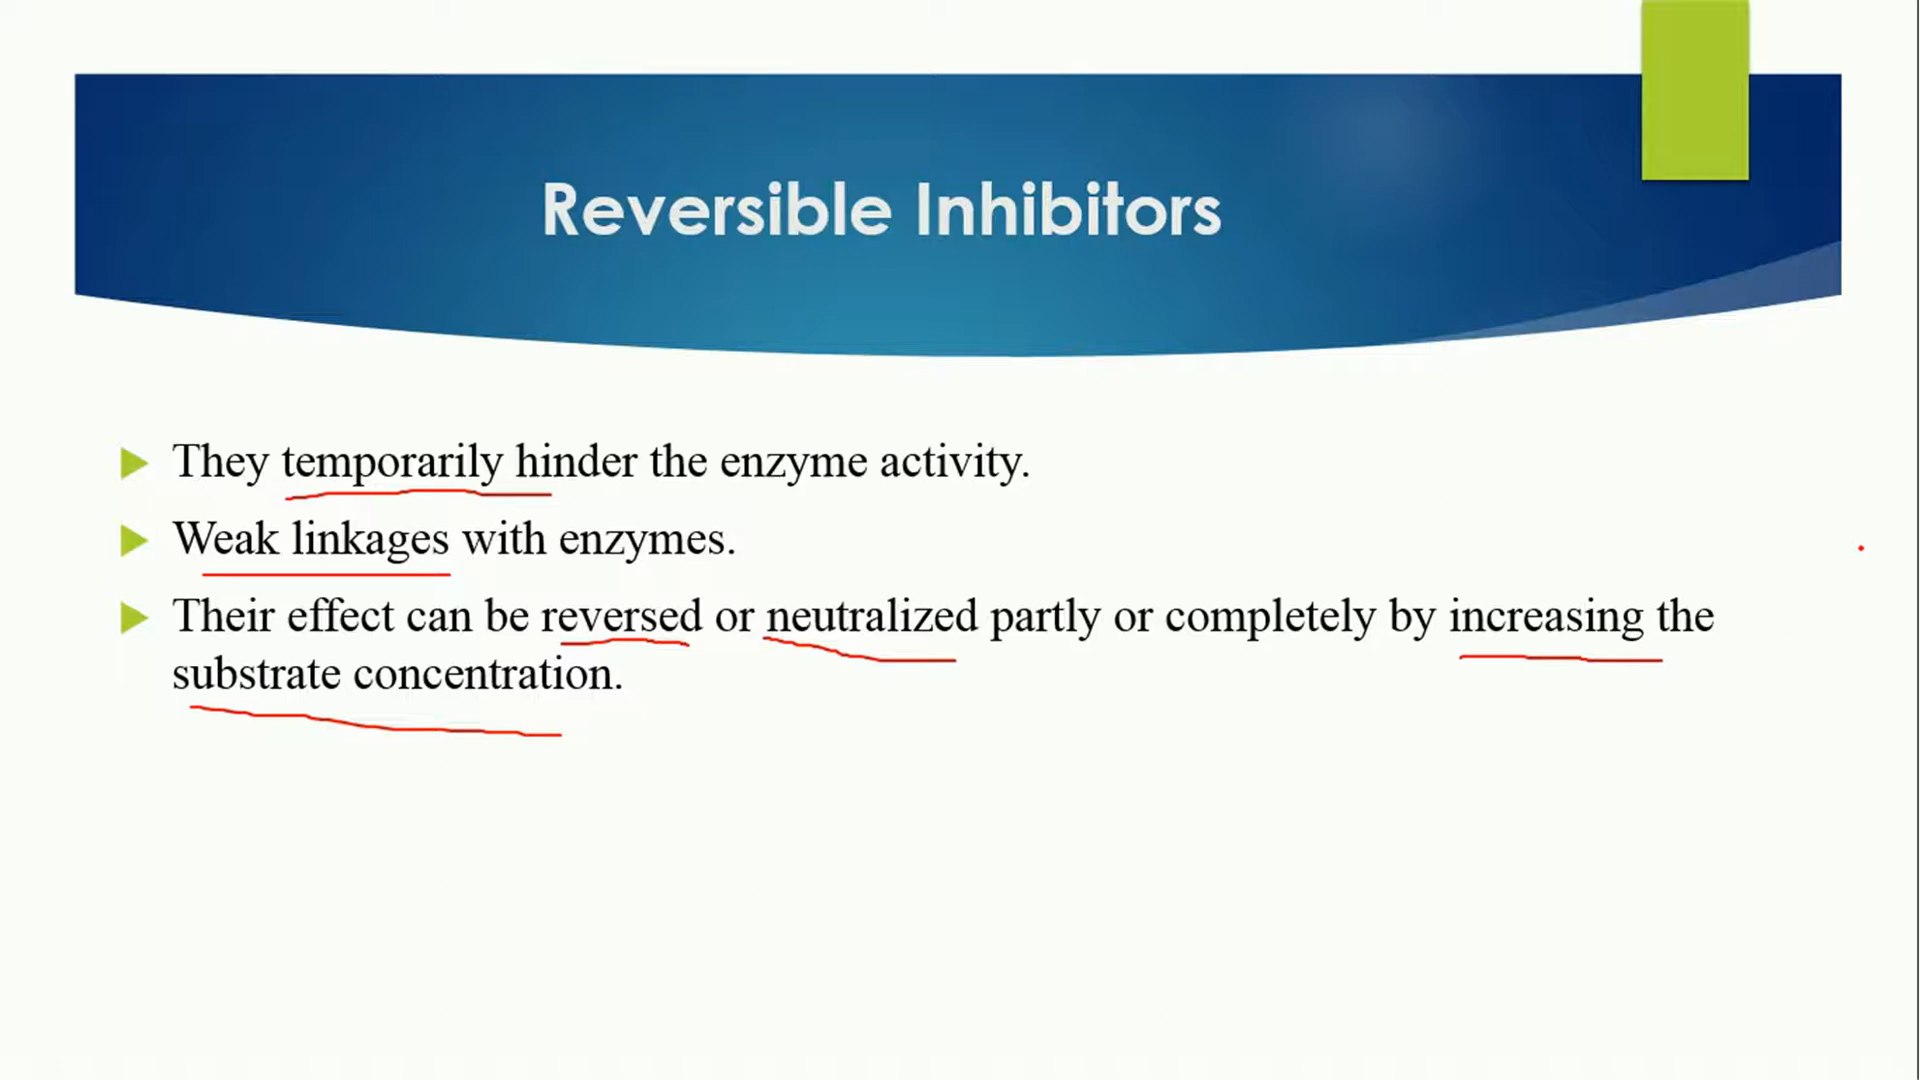 Reversible Inhibitors
They temporarily hinder the enzyme activity.
Weak linkages with enzymes.
Their effect can be reversed or neutralized partly or completely by increasing the
substrate concentration.